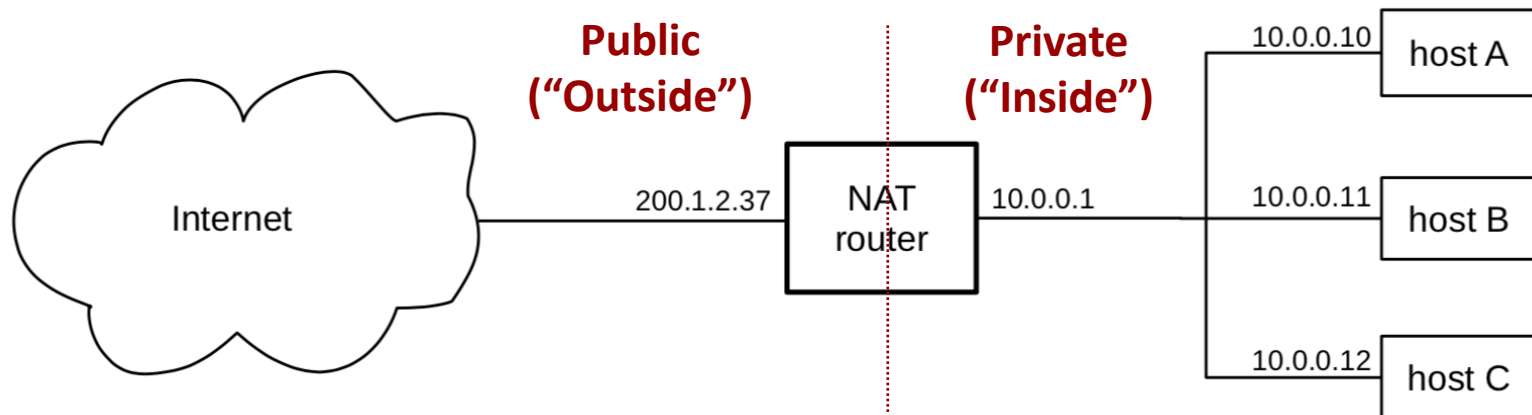 Public
(“Outside”)
Private
(“Inside”)
10.0.0.10
host A
Internet
200.1.2.37
NAT
router
10.0.0.1
10.0.0.11
host B
10.0.0.12
host C